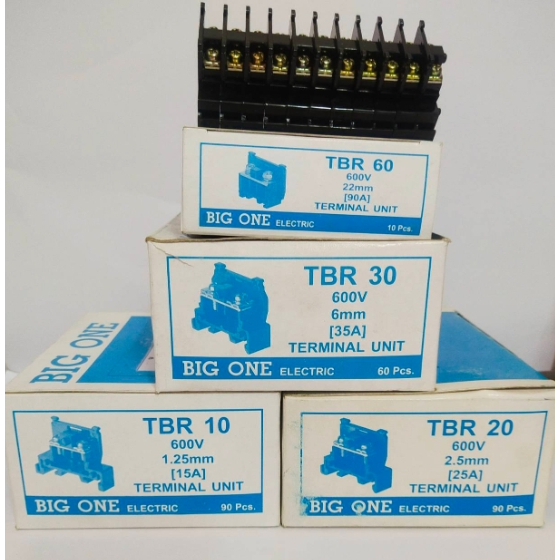 TBR 60
600V
22mm
[90A]
TERMINAL UNIT
BIG ONE ELECTRIC
10 Pcs.
TBR 30
600V
6mm
[35A]
TERMINAL UNIT
BIG ONE ELECTRIC
60 Pcs.
BIG ONE
TBR 10
600V
1.25mm
[15A]
TERMINAL UNIT
BIG ONE ELECTRIC
90 Pcs.
TBR 20
600V
2.5mm
[25A]
TERMINAL UNIT
BIG ONE ELECTRIC
90 Pcs.